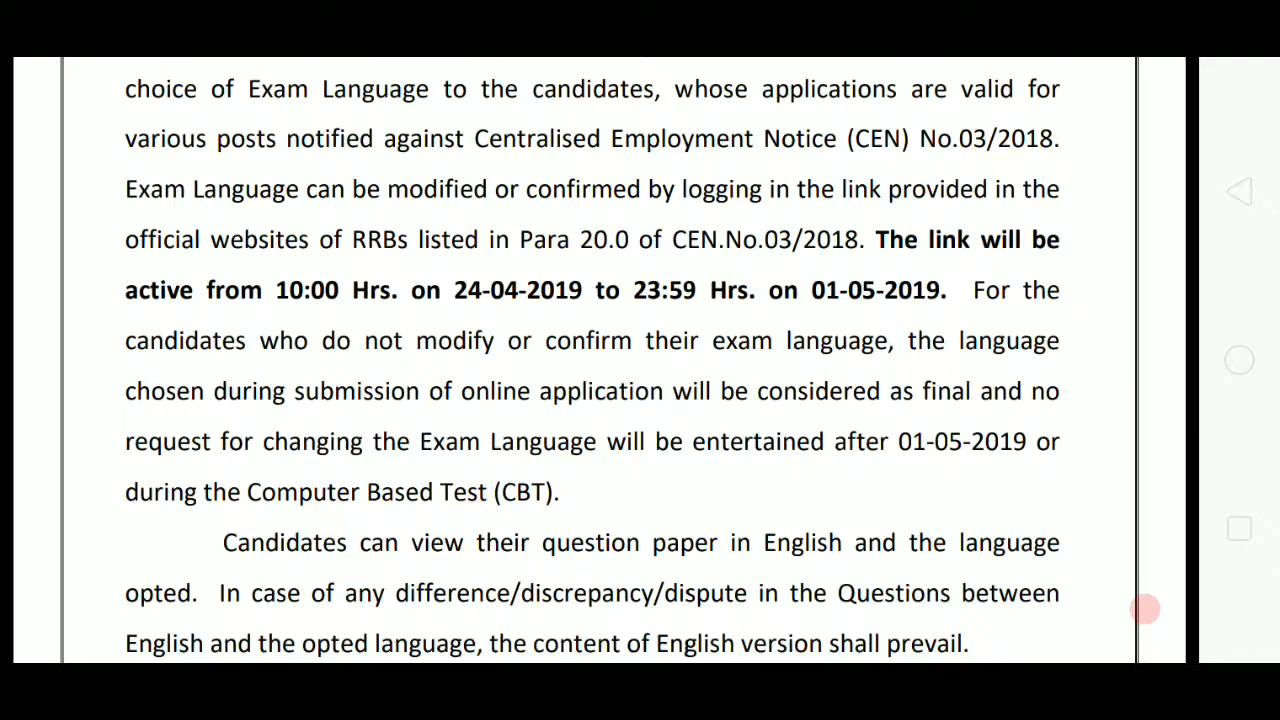 choice of Exam Language to the candidates, whose applications are valid for
various posts notified against Centralised Employment Notice (CEN) No.03/2018.
Exam Language can be modified or confirmed by logging in the link provided in the
official websites of RRBs listed in Para 20.0 of CEN.No.03/2018. The link will be
active from 10:00 Hrs. on 24-04-2019 to 23:59 Hrs. on 01-05-2019. For the
candidates who do not modify or confirm their exam language, the language
chosen during submission of online application will be considered as final and no
request for changing the Exam Language will be entertained after 01-05-2019 or
during the Computer Based Test (CBT).
Candidates can view their question paper in English and the language
opted. In case of any difference/discrepancy/dispute in the Questions between
English and the opted language, the content of English version shall prevail.